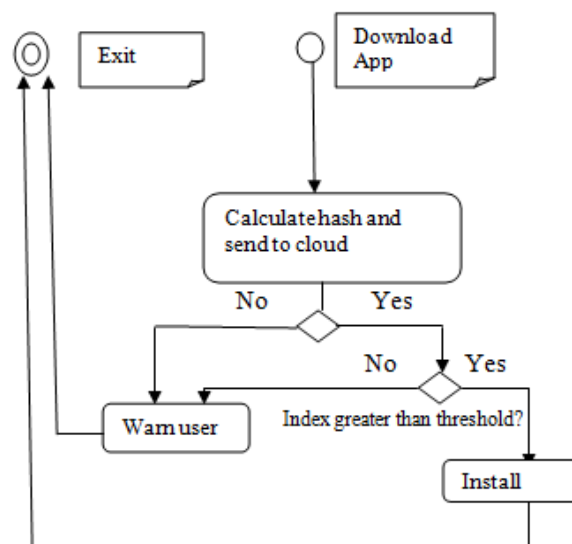 Exit
Download
App
Calculate hash and
send to cloud
No
Yes
No
Yes
Index greater than threshold?
Warn user
Install